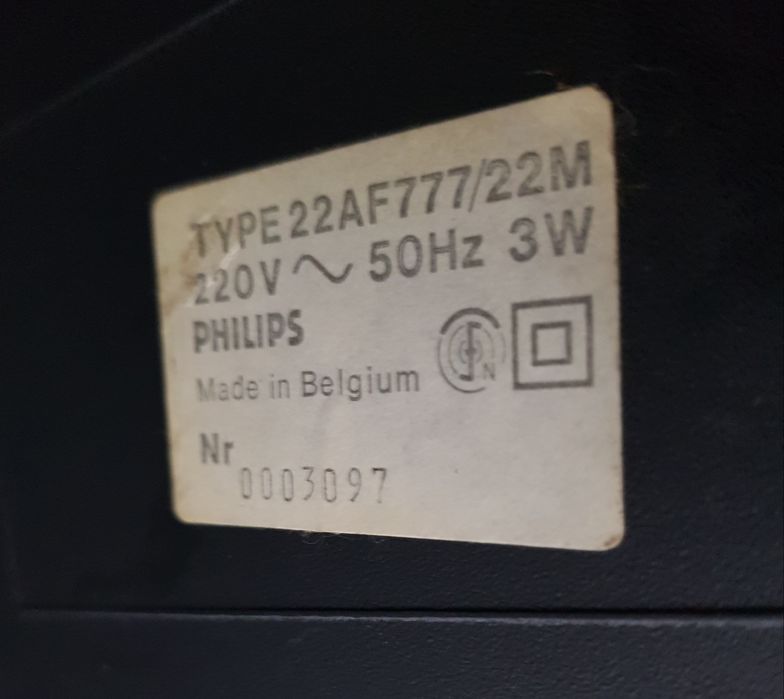 TYPE 22AF777/22M
220V ~ 50Hz 3W
PHILIPS
Made in Belgium
N
Nr
0003097